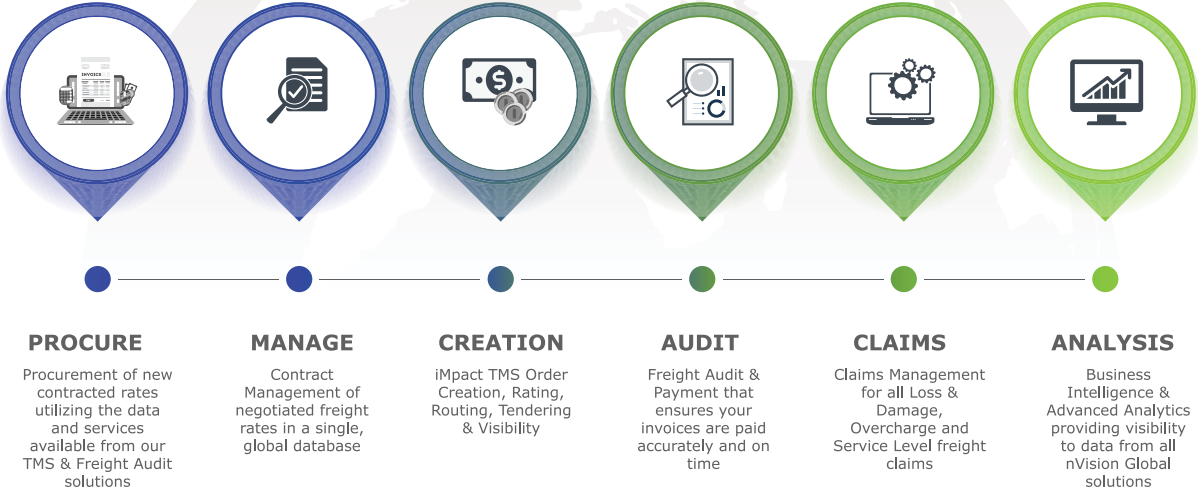 INVOICE
PROCURE
Procurement of new
contracted rates
utilizing the data
and services
available from our
TMS & Freight Audit
solutions
MANAGE
Contract
Management of
negotiated freight
rates in a single,
global database
CREATION
iMpact TMS Order
Creation, Rating,
Routing, Tendering
& Visibility
AUDIT
Freight Audit &
Payment that
ensures your
invoices are paid
accurately and on
time
CLAIMS
Claims Management
for all Loss &
Damage,
Overcharge and
Service Level freight
claims
ANALYSIS
Business
Intelligence &
Advanced Analytics
providing visibility
to data from all
nVision Global
solutions